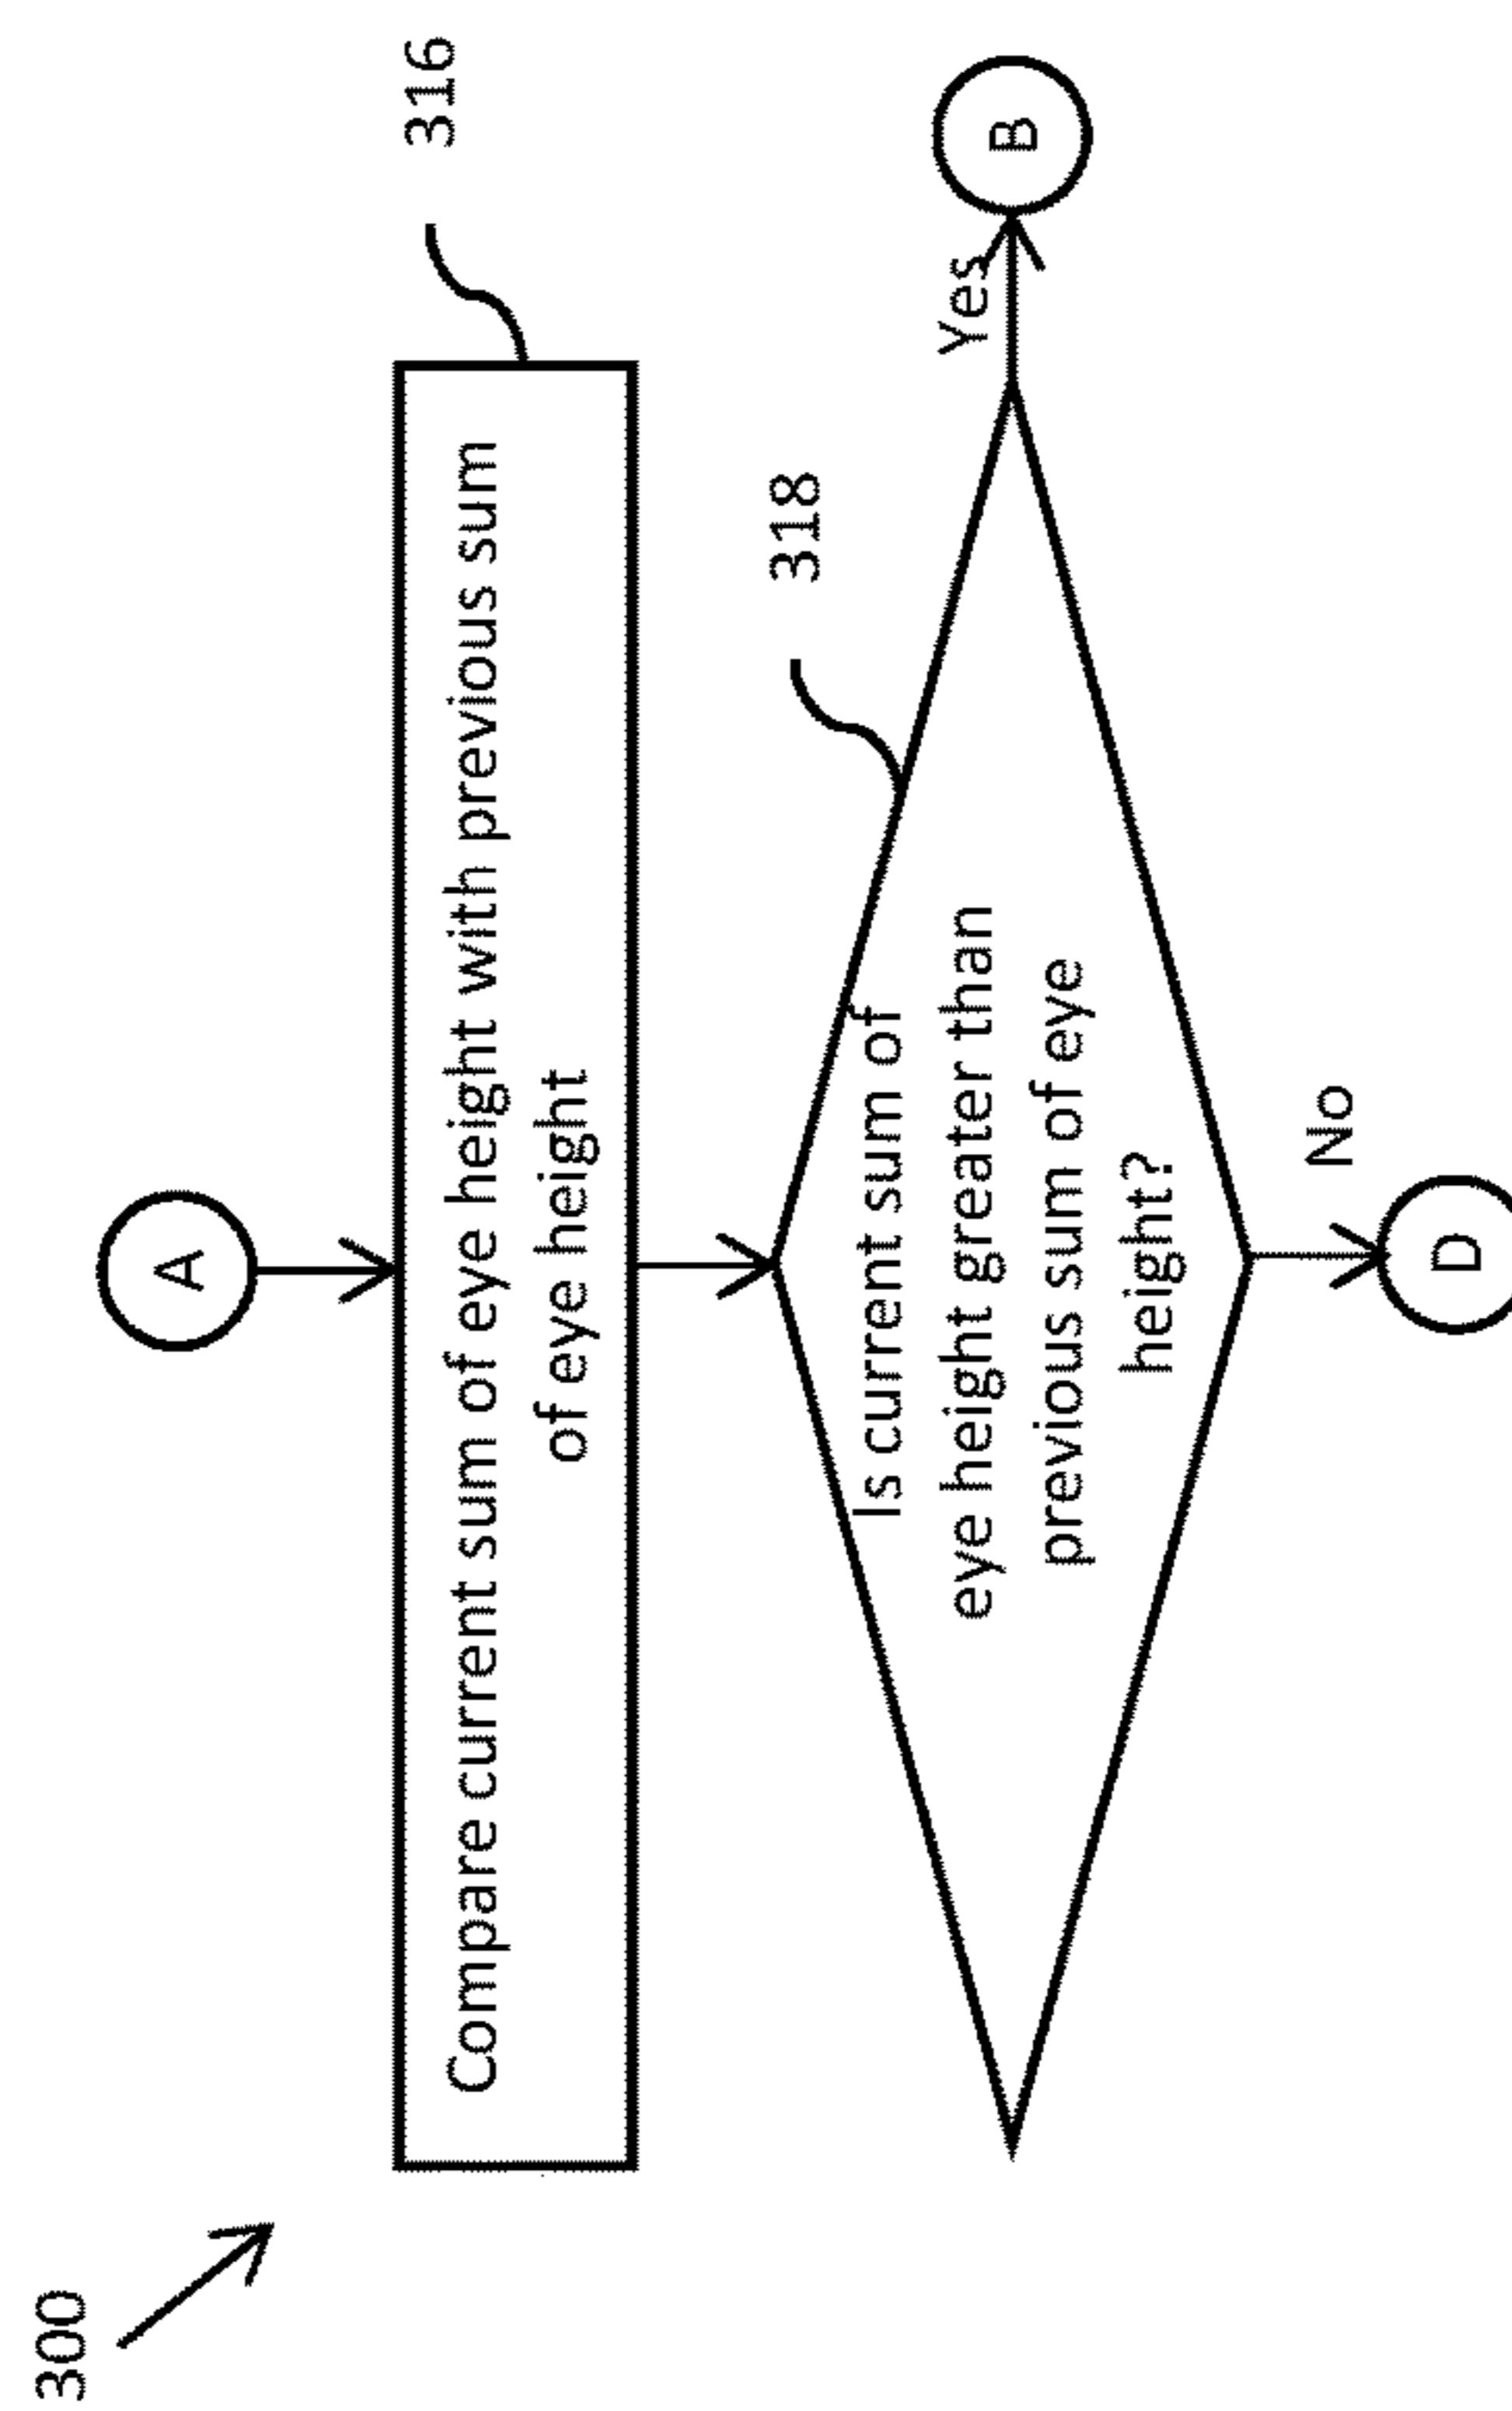 300
A
316
Compare current sum of eye height with previous sum
of eye height
318
Is current sum of
eye height greater than
previous sum of eye
height?
Yes
B
No
D